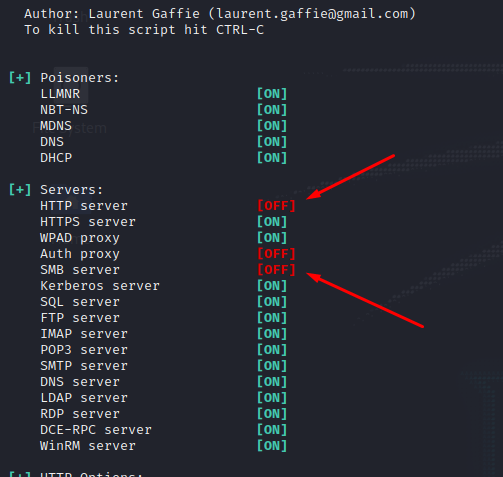 Author: Laurent Gaffie (laurent.gaffie@gmail.com)
To kill this script hit CTRL-C
[+] Poisoners:
LLMNR [ON]
NBT-NS [ON]
MDNS [ON]
DNS [ON]
DHCP [ON]
[+] Servers:
HTTP server [OFF]
HTTPS server [ON]
WPAD proxy [ON]
Auth proxy [OFF]
SMB server [OFF]
Kerberos server [ON]
SQL server [ON]
FTP server [ON]
IMAP server [ON]
POP3 server [ON]
SMTP server [ON]
DNS server [ON]
LDAP server [ON]
RDP server [ON]
DCE-RPC server [ON]
WinRM server [ON]
[+] HTTP Options: